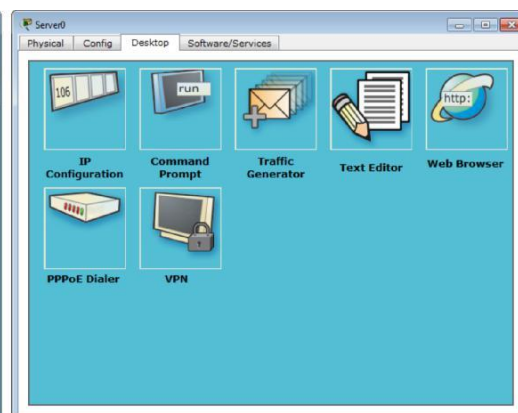 Server0
Physical Config Desktop Software/Services
106
run
http:
IP
Configuration
Command
Prompt
Traffic
Generator
Text Editor
Web Browser
PPPoE Dialer
VPN